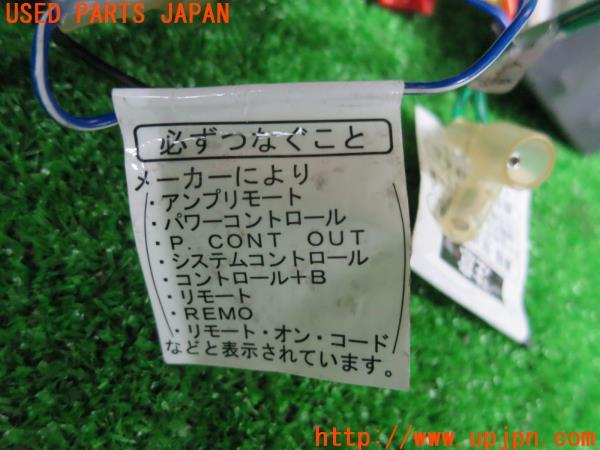 USED PARTS JAPAN
必ずつなぐこと
メーカーにより
・アンプリモート
・パワーコントロール
・P. CONT OUT
・システムコントロール
・コントロール+B
・リモート
・REMO
・リモート・オン・コード
などと表示されています。
http://www.upjpn.com